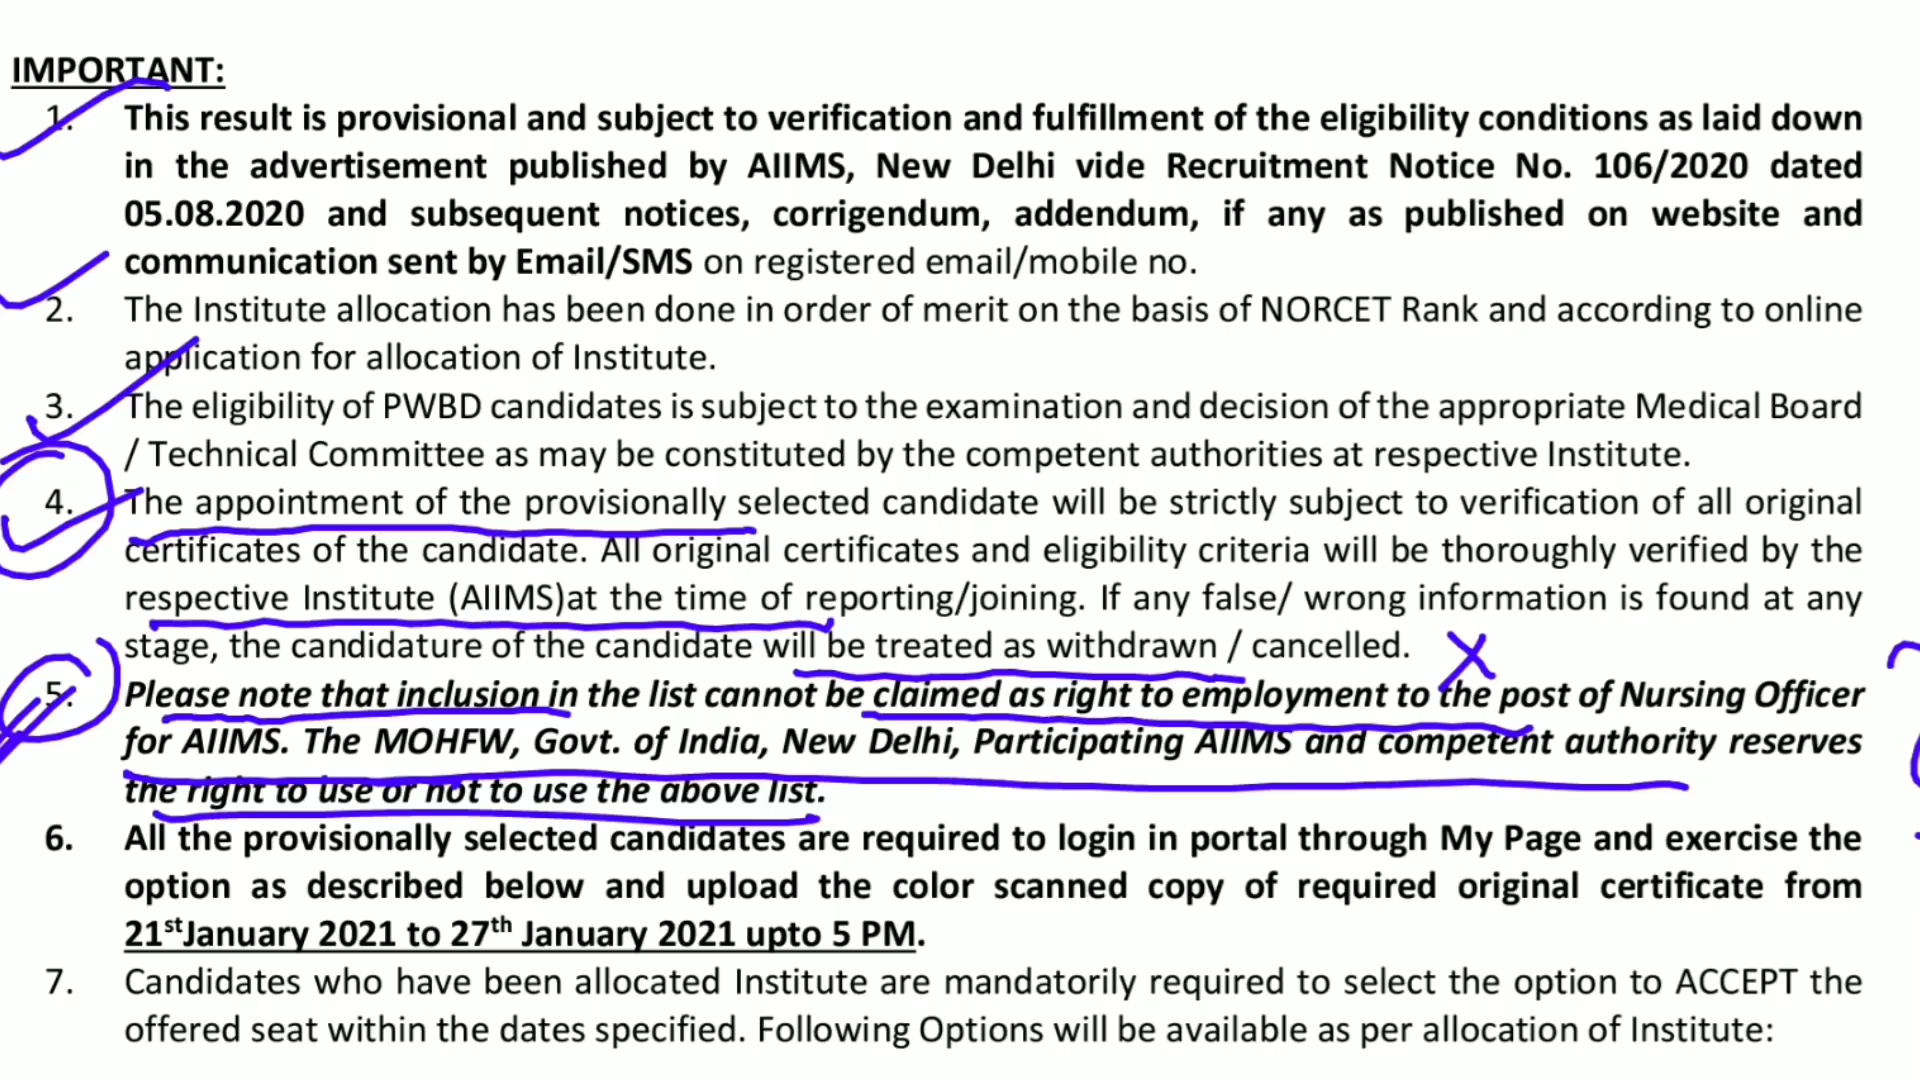 IMPORTANT:
1. This result is provisional and subject to verification and fulfillment of the eligibility conditions as laid down
in the advertisement published by AIIMS, New Delhi vide Recruitment Notice No. 106/2020 dated
05.08.2020 and subsequent notices, corrigendum, addendum, if any as published on website and
communication sent by Email/SMS on registered email/mobile no.
2. The Institute allocation has been done in order of merit on the basis of NORCET Rank and according to online
application for allocation of Institute.
3. The eligibility of PWBD candidates is subject to the examination and decision of the appropriate Medical Board
/ Technical Committee as may be constituted by the competent authorities at respective Institute.
4. The appointment of the provisionally selected candidate will be strictly subject to verification of all original
certificates of the candidate. All original certificates and eligibility criteria will be thoroughly verified by the
respective Institute (AIIMS)at the time of reporting/joining. If any false/ wrong information is found at any
stage, the candidature of the candidate will be treated as withdrawn / cancelled.
5. Please note that inclusion in the list cannot be claimed as right to employment to the post of Nursing Officer
for AIIMS. The MOHFW, Govt. of India, New Delhi, Participating AIIMS and competent authority reserves
the right to use or not to use the above list.
6. All the provisionally selected candidates are required to login in portal through My Page and exercise the
option as described below and upload the color scanned copy of required original certificate from
21stJanuary 2021 to 27th January 2021 upto 5 PM.
7. Candidates who have been allocated Institute are mandatorily required to select the option to ACCEPT the
offered seat within the dates specified. Following Options will be available as per allocation of Institute: